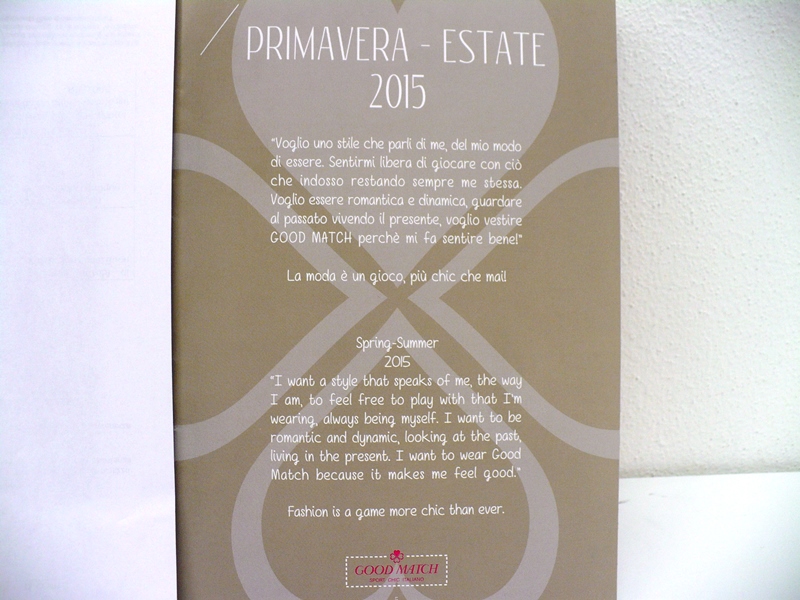 PRIMAVERA - ESTATE
2015
"Voglio uno stile che parli di me, del mio modo
di essere. Sentirmi libera di giocare con ciò
che indosso restando sempre me stessa.
Voglio essere romantica e dinamica, guardare
al passato vivendo il presente, voglio vestire
GOOD MATCH perchè mi fa sentire bene!"
La moda è un gioco, più chic che mai!
Spring-Summer
2015
"I want a style that speaks of me, the way
I am, to feel free to play with that I'm
wearing, always being myself. I want to be
romantic and dynamic, looking at the past,
living in the present. I want to wear Good
Match because it makes me feel good."
Fashion is a game more chic than ever.
GOOD MATCH
SPORT CHIC ITALIANO